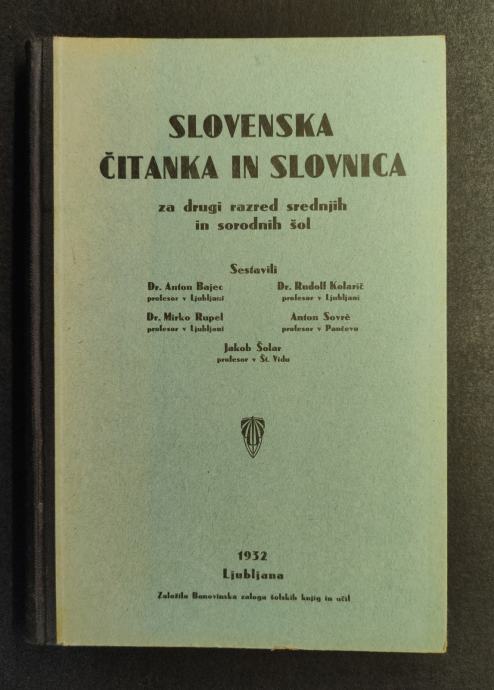 SLOVENSKA
ČITANKA IN SLOVNICA
za drugi razred srednjih
in sorodnih šol
Sestavili
Dr. Anton Bajec
profesor v Ljubljani
Dr. Rudolf Kolarič
profesor v Ljubljani
Dr. Mirko Rupel
profesor v Ljubljani
Anton Sovrè
profesor v Pančevu
Jakob Šolar
profesor v Št. Vidu
1932
Ljubljana
Založila Banovinska zaloga šolskih knjig in učil